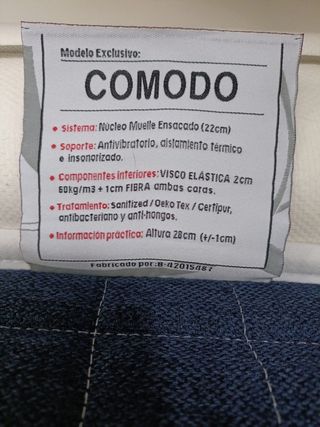 Modelo Exclusivo:
COMODO
• Sistema: Núcleo Muelle Ensacado (22cm)
• Soporte: Antivibratorio, aislamiento térmico
e insonorizado.
• Componentes inferiores: VISCO ELÁSTICA 2cm
60kg/m3 + 1cm FIBRA ambas caras.
• Tratamiento: Sanitized / Oeko Tex / Certipur,
antibacteriano y anti-hongos.
• Información práctica: Altura 28cm (+/-1cm)
Fabricado por:B-42015487